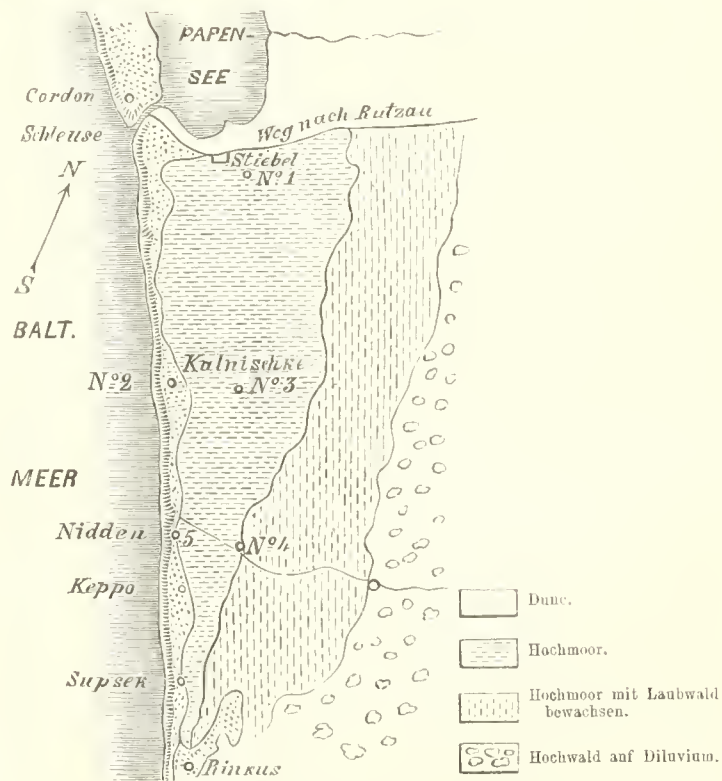 PAPEN-
SEE
Cordon
Schleuse
Weg nach Rutzau
Stiebel
No. 1
N
S
BALT.
Kalnischke
No. 2
No. 3
MEER
Nidden
5
No. 4
Keppo
Supsek
Rinkus
Dune.
Hochmoor.
Hochmoor mit Laubwald
bewachsen.
Hochwald auf Diluvium.